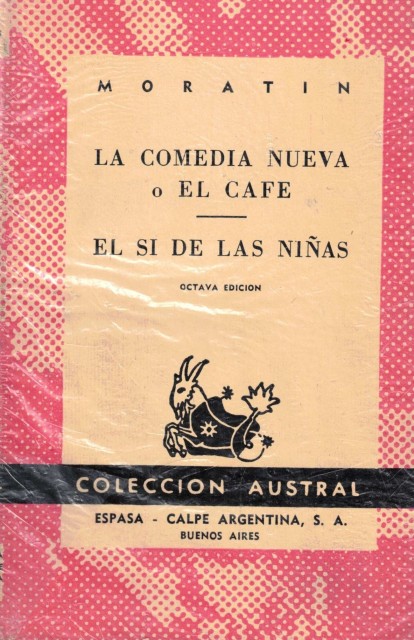 MORATIN
LA COMEDIA NUEVA
o EL CAFE
EL SI DE LAS NIÑAS
OCTAVA EDICION
COLECCION AUSTRAL
ESPASA - CALPE ARGENTINA, S. A.
BUENOS AIRES